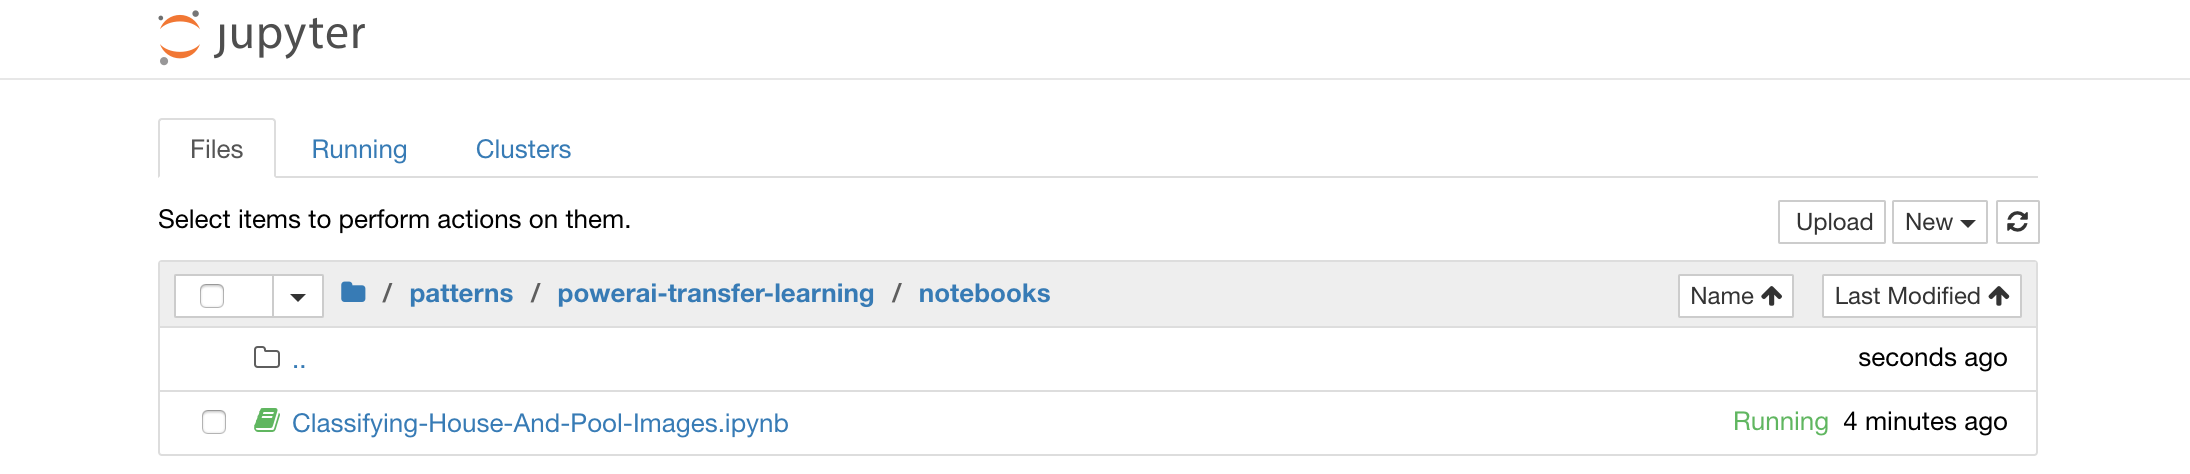 jupyter
Files Running Clusters
Select items to perform actions on them. Upload New
/ patterns / powerai-transfer-learning / notebooks Name Last Modified
.. seconds ago
Classifying-House-And-Pool-Images.ipynb Running 4 minutes ago